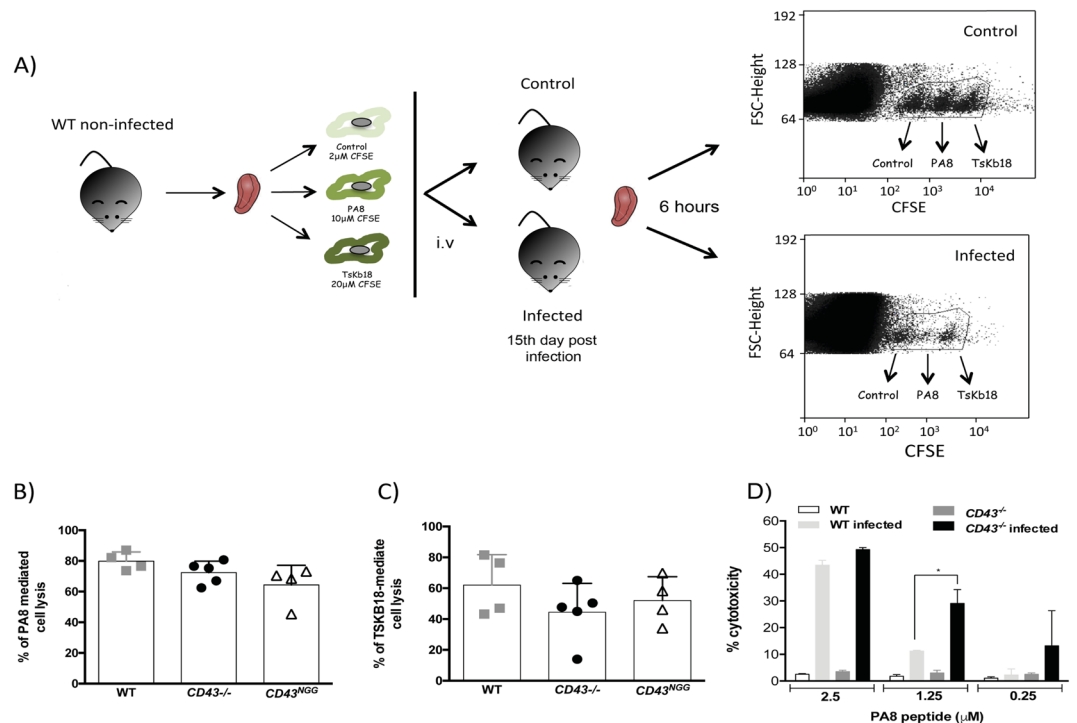 A)
WT non-infected
Control
2µM CFSE
PA8
10µM CFSE
TsKb18
20µM CFSE
i.v
Control
Infected
15th day post
infection
6 hours
Control
192
128
64
FSC-Height
Control PA8 TsKb18
10⁰ 10¹ 10² 10³ 10⁴
CFSE
Infected
192
128
64
FSC-Height
Control PA8 TsKb18
10⁰ 10¹ 10² 10³ 10⁴
CFSE
B)
% of PA8 mediated
cell lysis
100
80
60
40
20
0
WT CD43-/- CD43ᴺᴳᴳ
C)
% of TSKB18-mediate
cell lysis
100
80
60
40
20
0
WT CD43-/- CD43ᴺᴳᴳ
D)
WT CD43⁻/⁻
WT infected CD43⁻/⁻ infected
% cytotoxicity
60
50
40
30
20
10
0
*
2.5 1.25 0.25
PA8 peptide (µM)